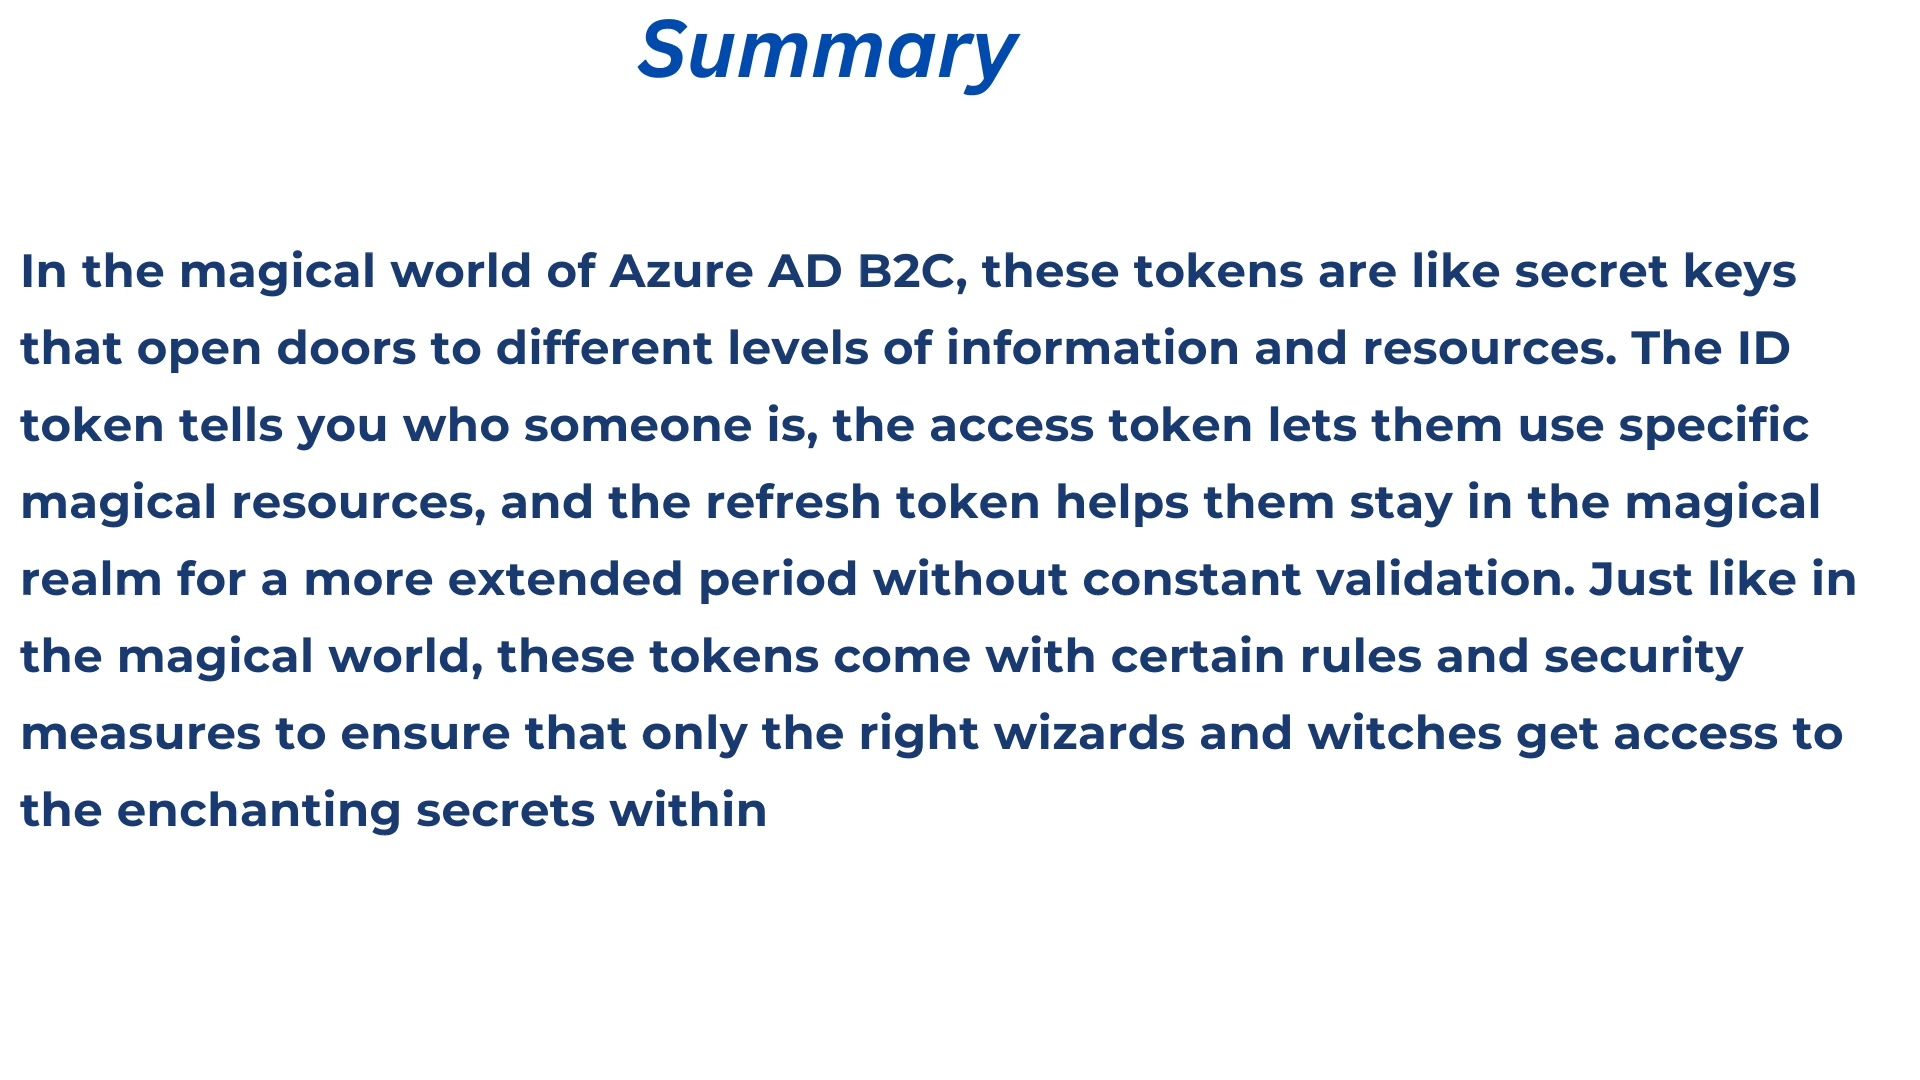 Summary
In the magical world of Azure AD B2C, these tokens are like secret keys
that open doors to different levels of information and resources. The ID
token tells you who someone is, the access token lets them use specific
magical resources, and the refresh token helps them stay in the magical
realm for a more extended period without constant validation. Just like in
the magical world, these tokens come with certain rules and security
measures to ensure that only the right wizards and witches get access to
the enchanting secrets within